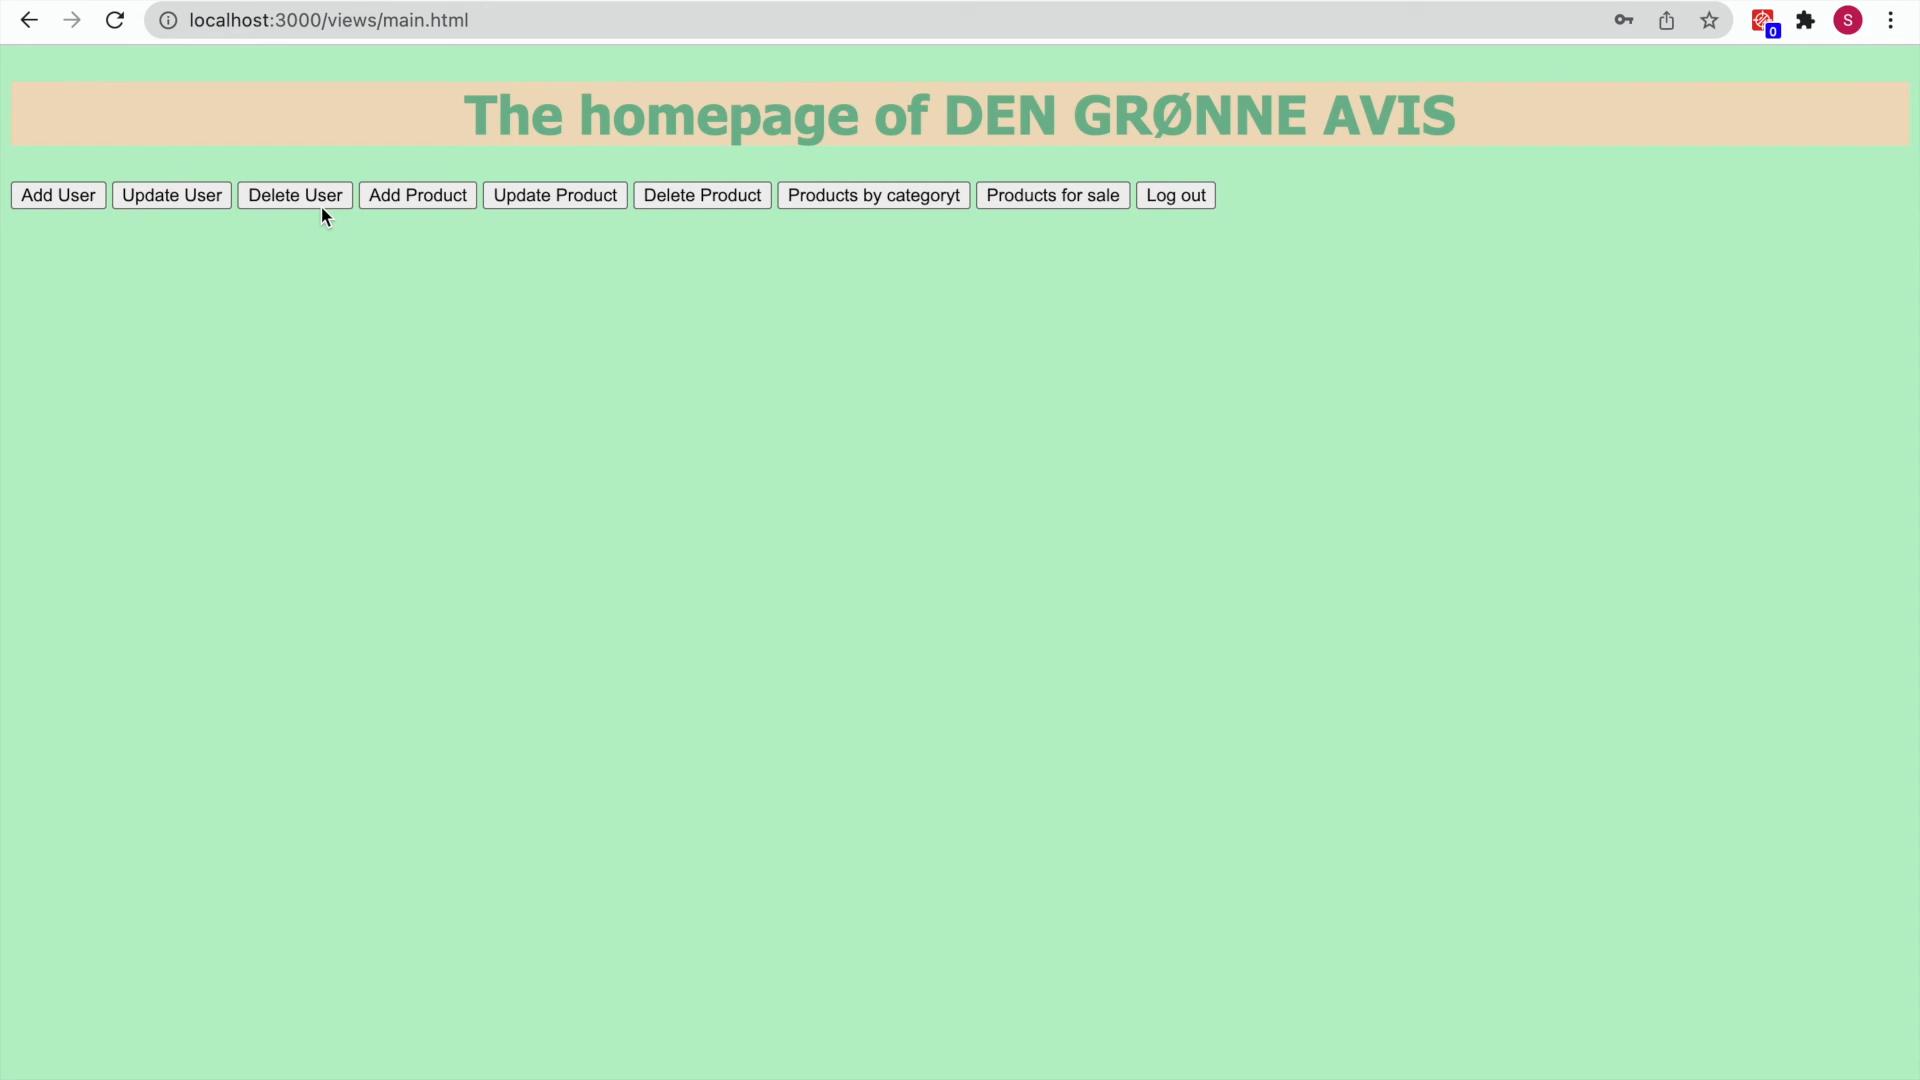 localhost:3000/views/main.html
S
0
The homepage of DEN GRØNNE AVIS
Add User Update User Delete User Add Product Update Product Delete Product Products by categoryt Products for sale Log out